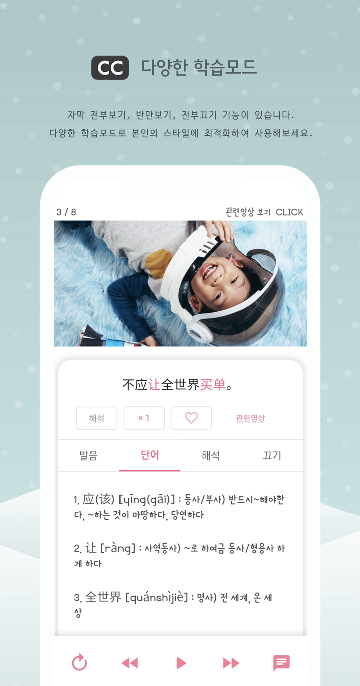 CC 다양한 학습모드
자막 전부보기, 반만보기, 전부끄기 기능이 있습니다.
다양한 학습모드로 본인의 스타일에 최적화하여 사용해보세요.
3 / 8 관련영상 보기 CLICK
不应让全世界买单。
해석 × 1 관련영상
발음 단어 해석 끄기
1. 应(该) [yīng(gāi)] : 동사/부사) 반드시~해야한
다, ~하는 것이 마땅하다, 당연하다
2. 让 [ràng] : 사역동사) ~로 하여금 동사/형용사 하
게 하다
3. 全世界 [quánshìjiè] : 명사) 전 세계, 온 세
상